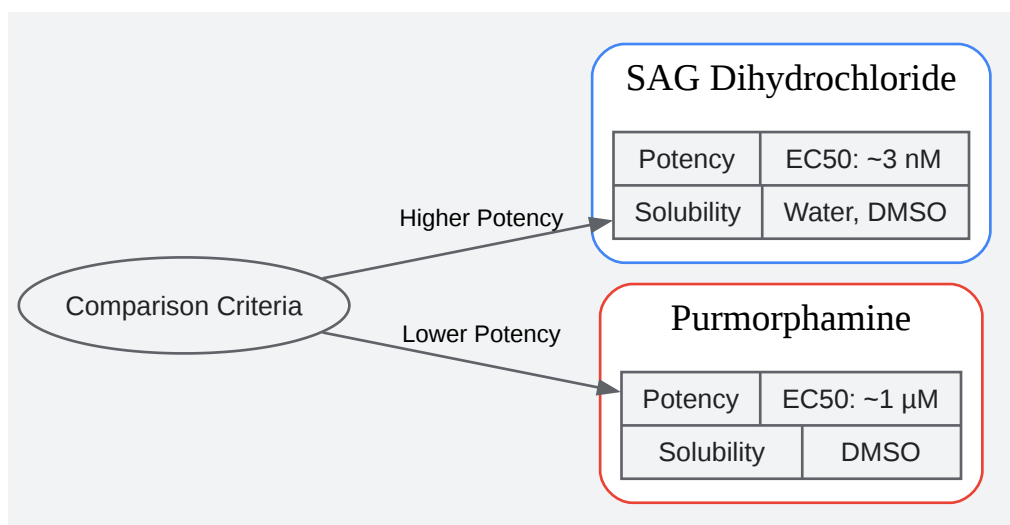 SAG Dihydrochloride
Potency EC50: ~3 nM
Solubility Water, DMSO
Higher Potency
Comparison Criteria
Lower Potency
Purmorphamine
Potency EC50: ~1 µM
Solubility DMSO